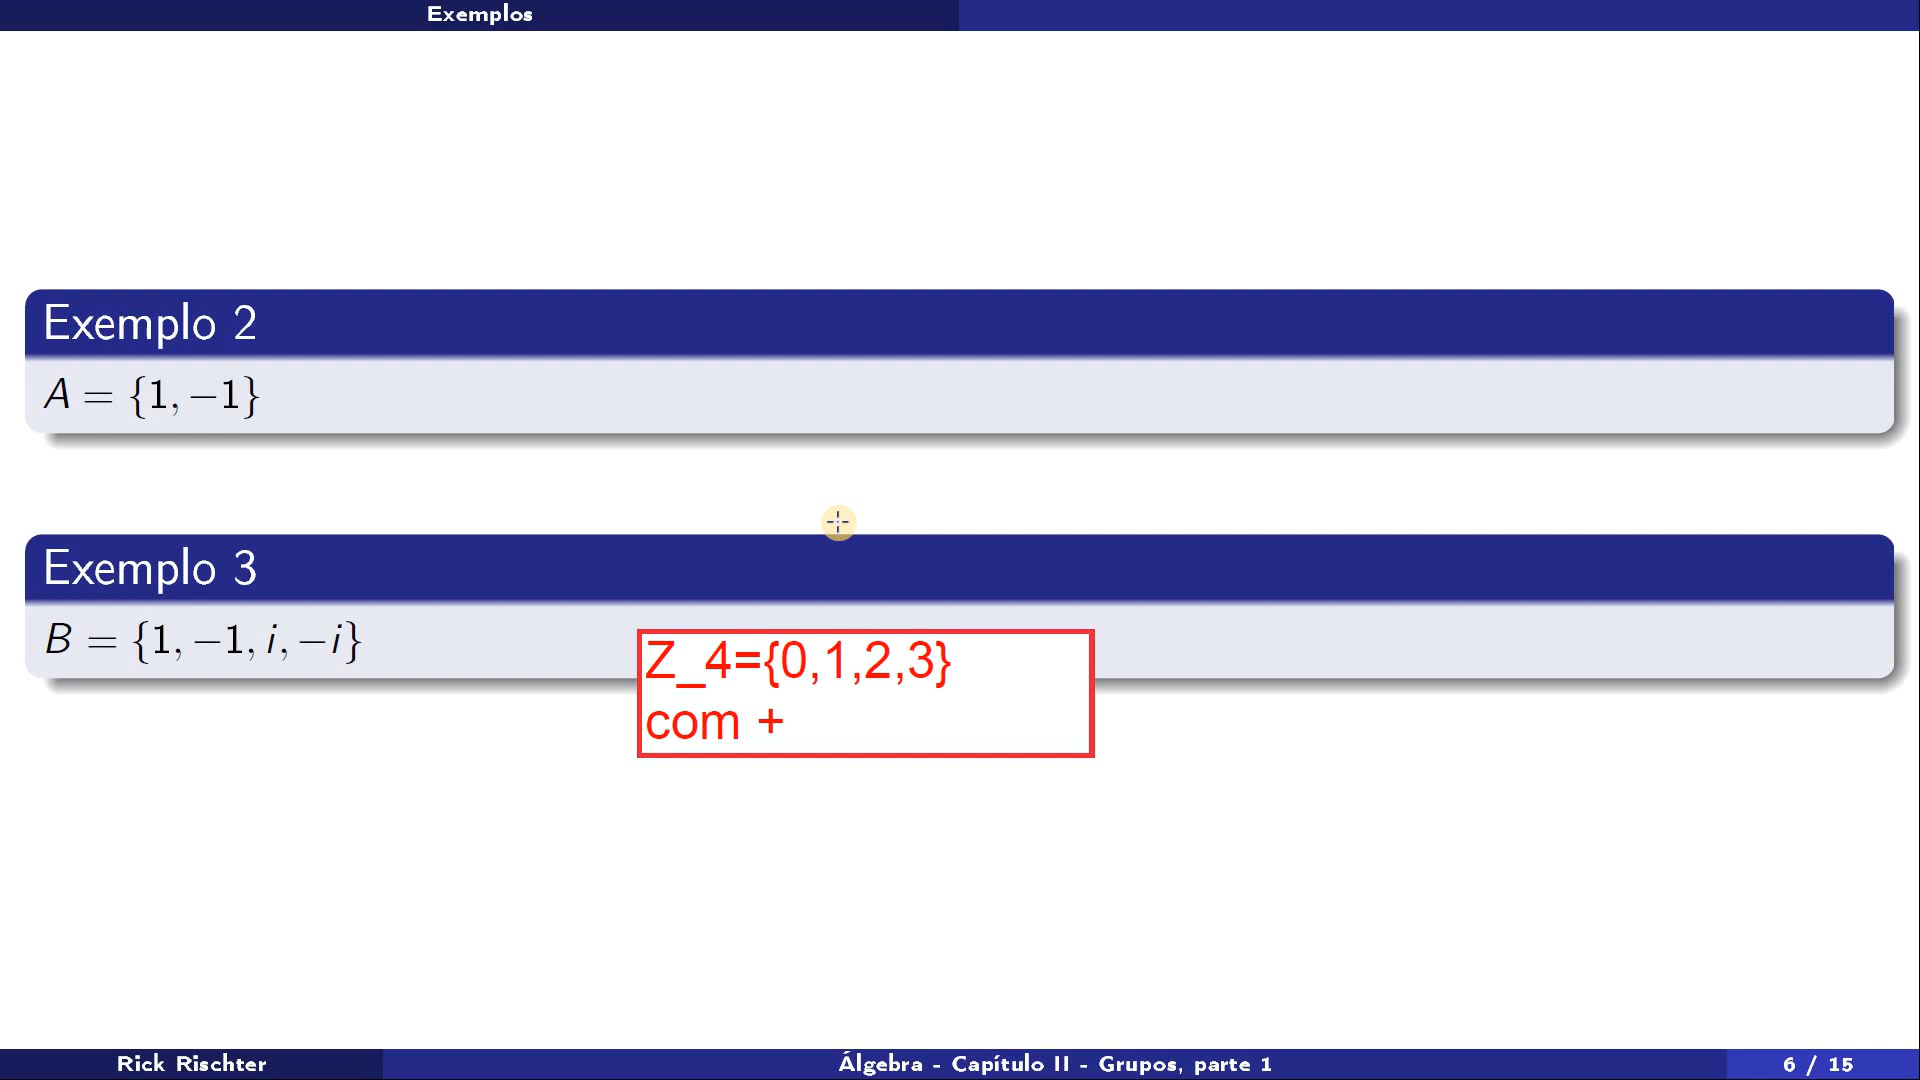 Exemplos
Exemplo 2
A = {1, −1}
Exemplo 3
B = {1, −1, i, −i}
Z_4={0,1,2,3}
com +
Rick Rischter
Álgebra - Capítulo II - Grupos, parte 1
6 / 15